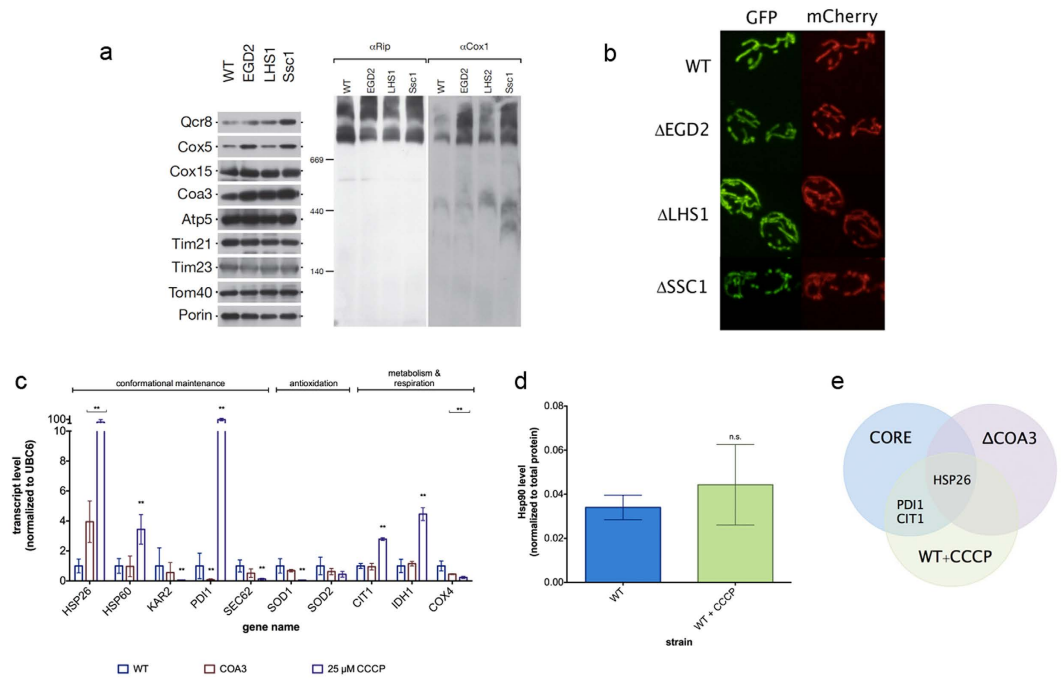 a
WT
EGD2
LHS1
Ssc1
Qcr8
Cox5
Cox15
Coa3
Atp5
Tim21
Tim23
Tom40
Porin
αRip
αCox1
WT
EGD2
LHS1
Ssc1
WT
EGD2
LHS2
Ssc1
669
440
140
b
GFP mCherry
WT
ΔEGD2
ΔLHS1
ΔSSC1
c
conformational maintenance
antioxidation
metabolism &
respiration
transcript level
(normalized to UBC6)
100
10
8
6
4
2
0
**
**
**
**
**
**
**
**
**
**
HSP26
HSP60
KAR2
PDI1
SEC62
SOD1
SOD2
CIT1
IDH1
COX4
gene name
WT
COA3
25 µM CCCP
d
Hsp90 level
(normalized to total protein)
0.08
0.06
0.04
0.02
0.00
n.s.
WT
WT + CCCP
strain
e
CORE
ΔCOA3
HSP26
PDI1
CIT1
WT+CCCP